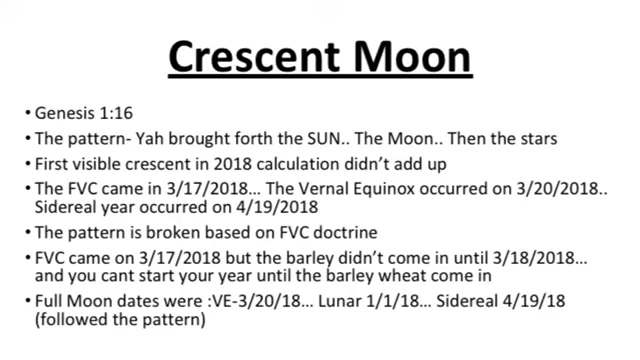 Crescent Moon
• Genesis 1:16
• The pattern- Yah brought forth the SUN.. The Moon.. Then the stars
• First visible crescent in 2018 calculation didn't add up
• The FVC came in 3/17/2018... The Vernal Equinox occurred on 3/20/2018..
Sidereal year occurred on 4/19/2018
• The pattern is broken based on FVC doctrine
• FVC came on 3/17/2018 but the barley didn't come in until 3/18/2018...
and you cant start your year until the barley wheat come in
• Full Moon dates were :VE-3/20/18... Lunar 1/1/18... Sidereal 4/19/18
(followed the pattern)